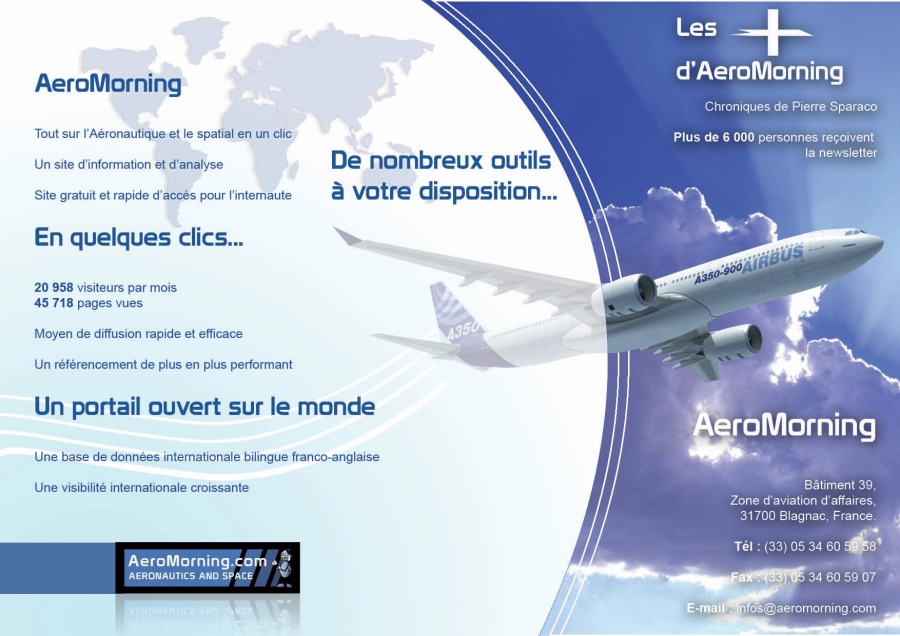 AeroMorning
Tout sur l'Aéronautique et le spatial en un clic
Un site d'information et d'analyse
Site gratuit et rapide d'accès pour l'internaute
En quelques clics...
20 958 visiteurs par mois
45 718 pages vues
Moyen de diffusion rapide et efficace
Un référencement de plus en plus performant
Un portail ouvert sur le monde
Une base de données internationale bilingue franco-anglaise
Une visibilité internationale croissante
AeroMorning.com
AERONAUTICS AND SPACE
De nombreux outils
à votre disposition...
A350
A350-900 AIRBUS
Les
d'AeroMorning
Chroniques de Pierre Sparaco
Plus de 6 000 personnes reçoivent
la newsletter
AeroMorning
Bâtiment 39,
Zone d'aviation d'affaires,
31700 Blagnac, France.
Tél : (33) 05 34 60 59 58
Fax : (33) 05 34 60 59 07
E-mail : infos@aeromorning.com